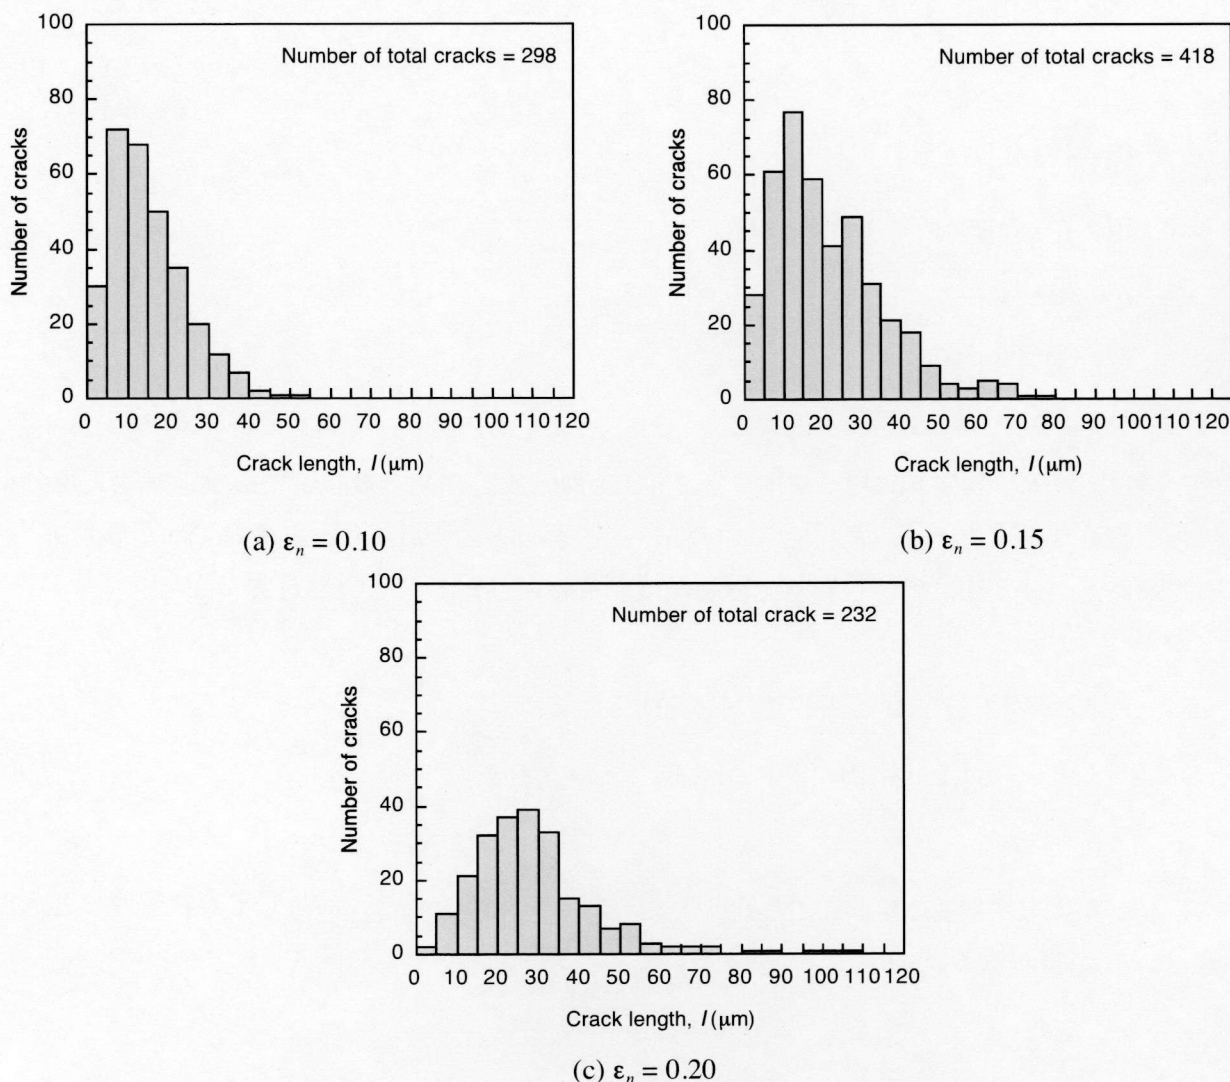 Number of total cracks = 298
100
80
60
40
20
0
Number of cracks
0 10 20 30 40 50 60 70 80 90 100 110 120
Crack length, l (μm)
(a) εn = 0.10
Number of total cracks = 418
100
80
60
40
20
0
Number of cracks
0 10 20 30 40 50 60 70 80 90 100 110 120
Crack length, l (μm)
(b) εn = 0.15
Number of total crack = 232
100
80
60
40
20
0
Number of cracks
0 10 20 30 40 50 60 70 80 90 100 110 120
Crack length, l (μm)
(c) εn = 0.20